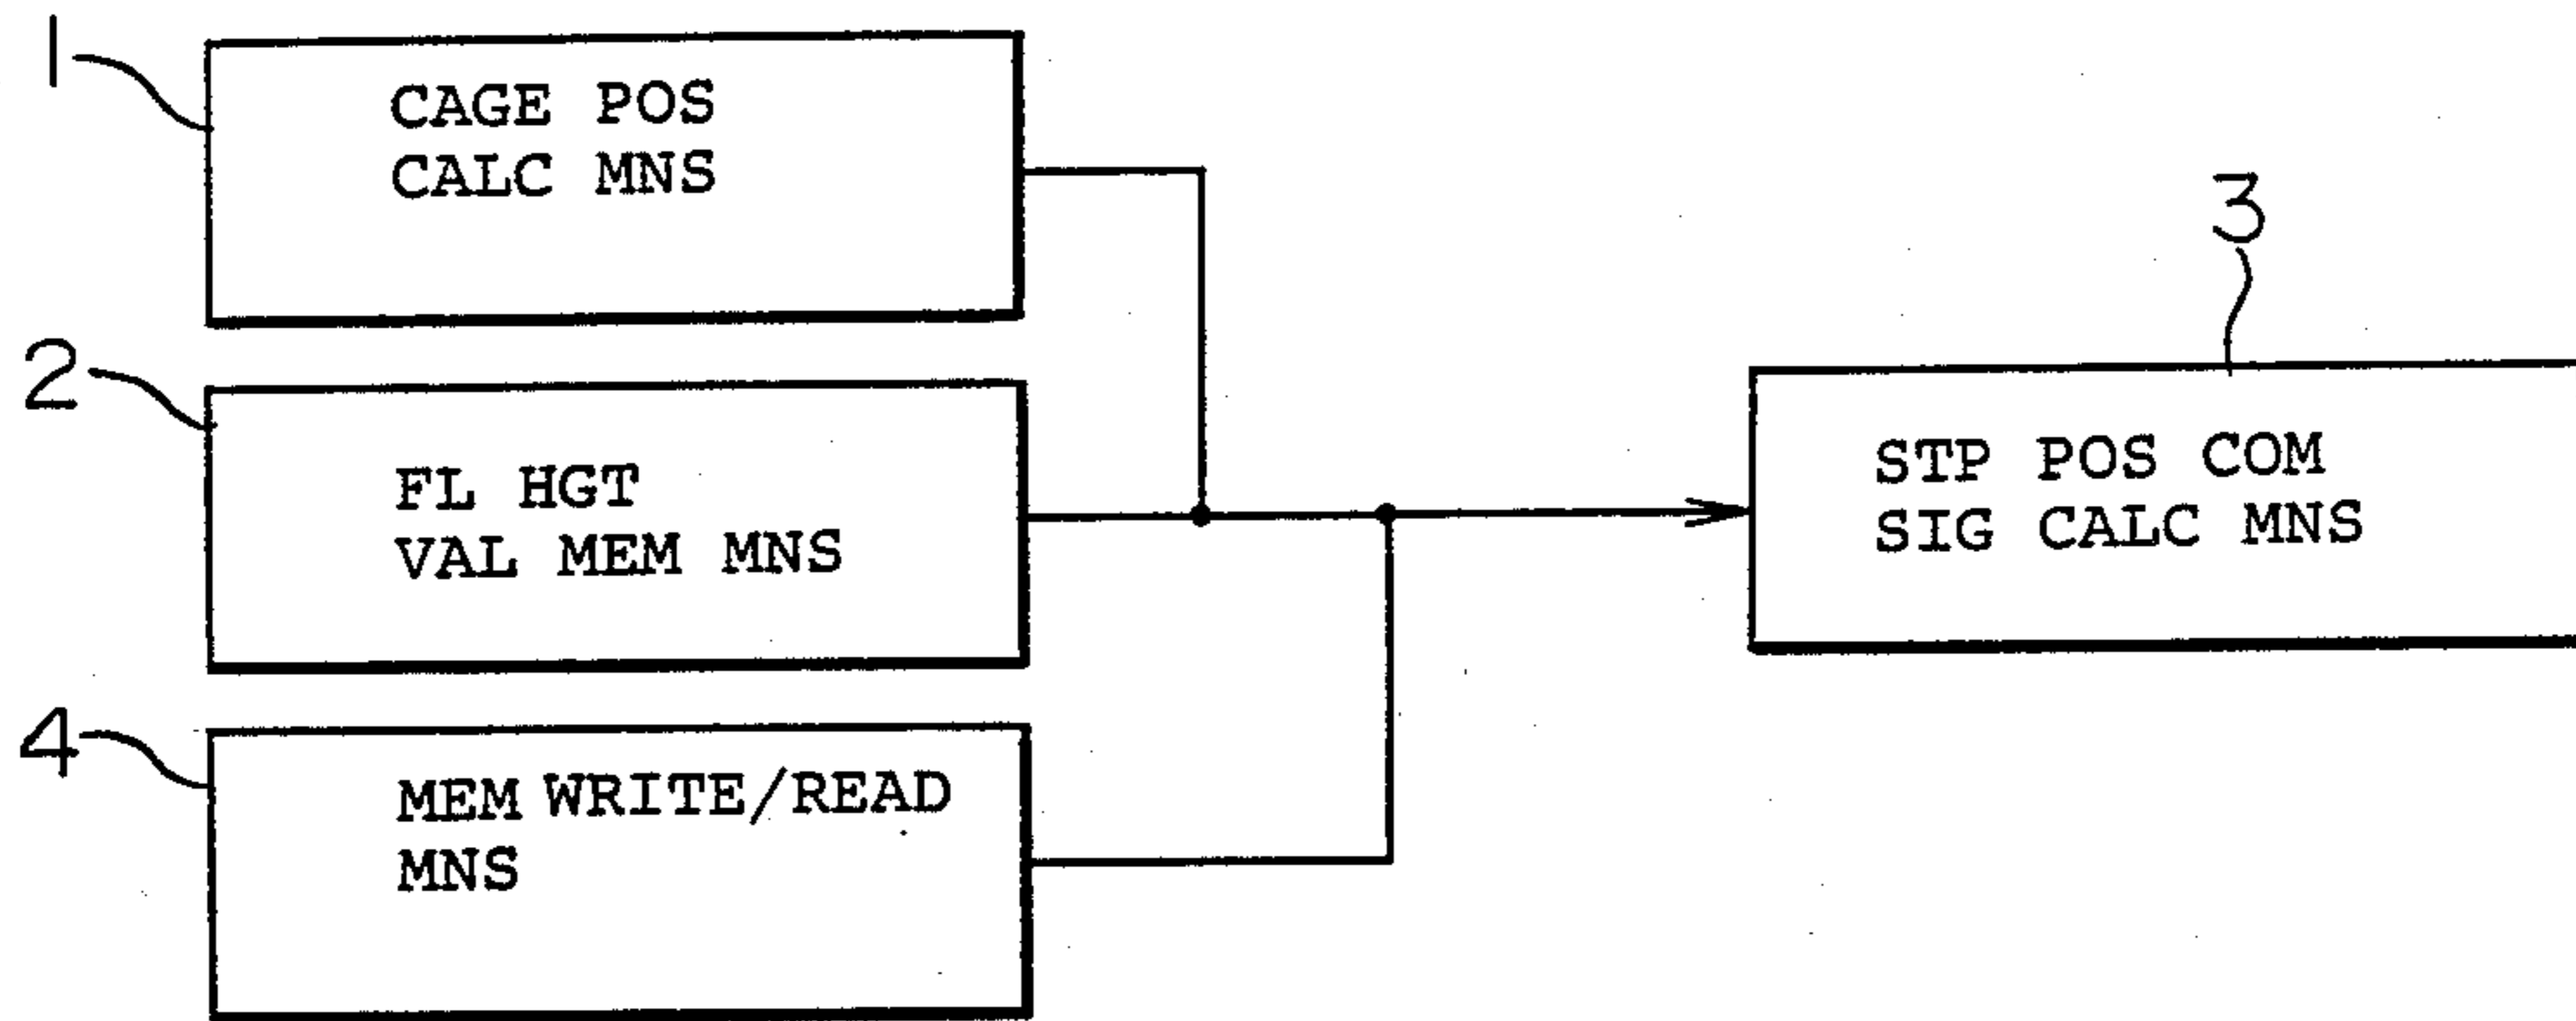 1
CAGE POS
CALC MNS
2
FL HGT
VAL MEM MNS
4
MEM WRITE/READ
MNS
3
STP POS COM
SIG CALC MNS